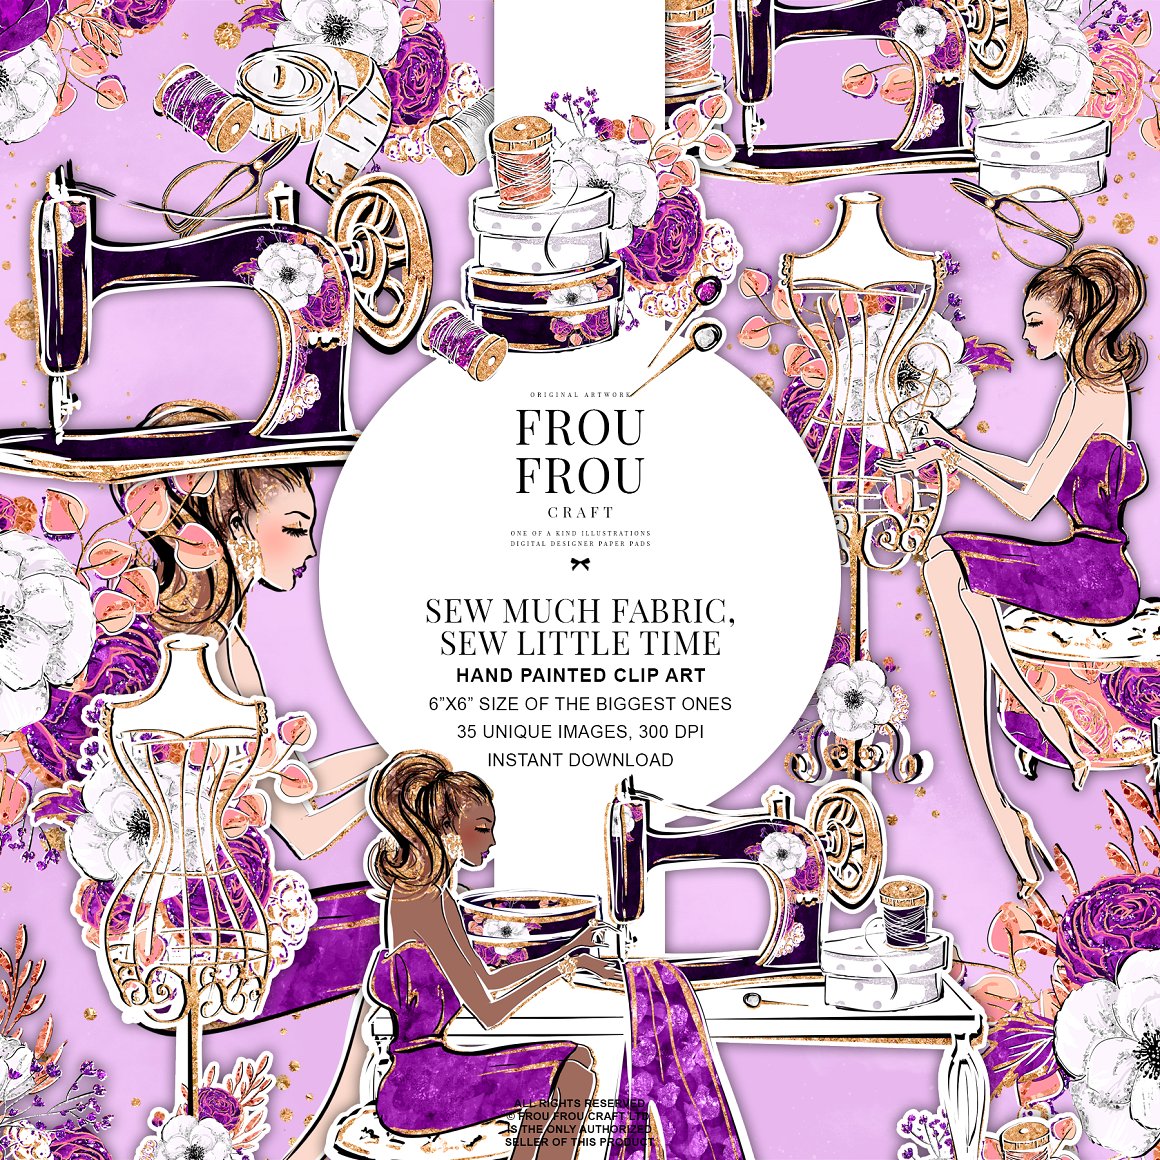 ORIGINAL ARTWORK
FROU
FROU
CRAFT
ONE OF A KIND ILLUSTRATIONS
DIGITAL DESIGNER PAPER PADS
SEW MUCH FABRIC,
SEW LITTLE TIME
HAND PAINTED CLIP ART
6”X6” SIZE OF THE BIGGEST ONES
35 UNIQUE IMAGES, 300 DPI
INSTANT DOWNLOAD
ALL RIGHTS RESERVED
© FROU FROU CRAFT LTD
IS THE ONLY AUTHORIZED
SELLER OF THIS PRODUCT